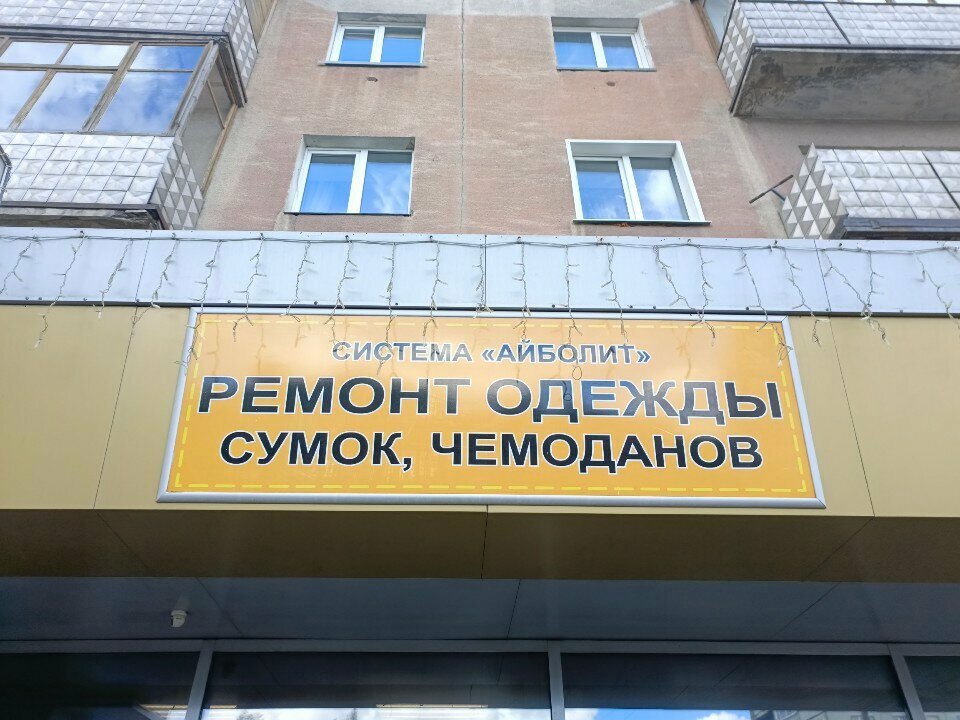 СИСТЕМА «АЙБОЛИТ»
РЕМОНТ ОДЕЖДЫ
СУМОК, ЧЕМОДАНОВ